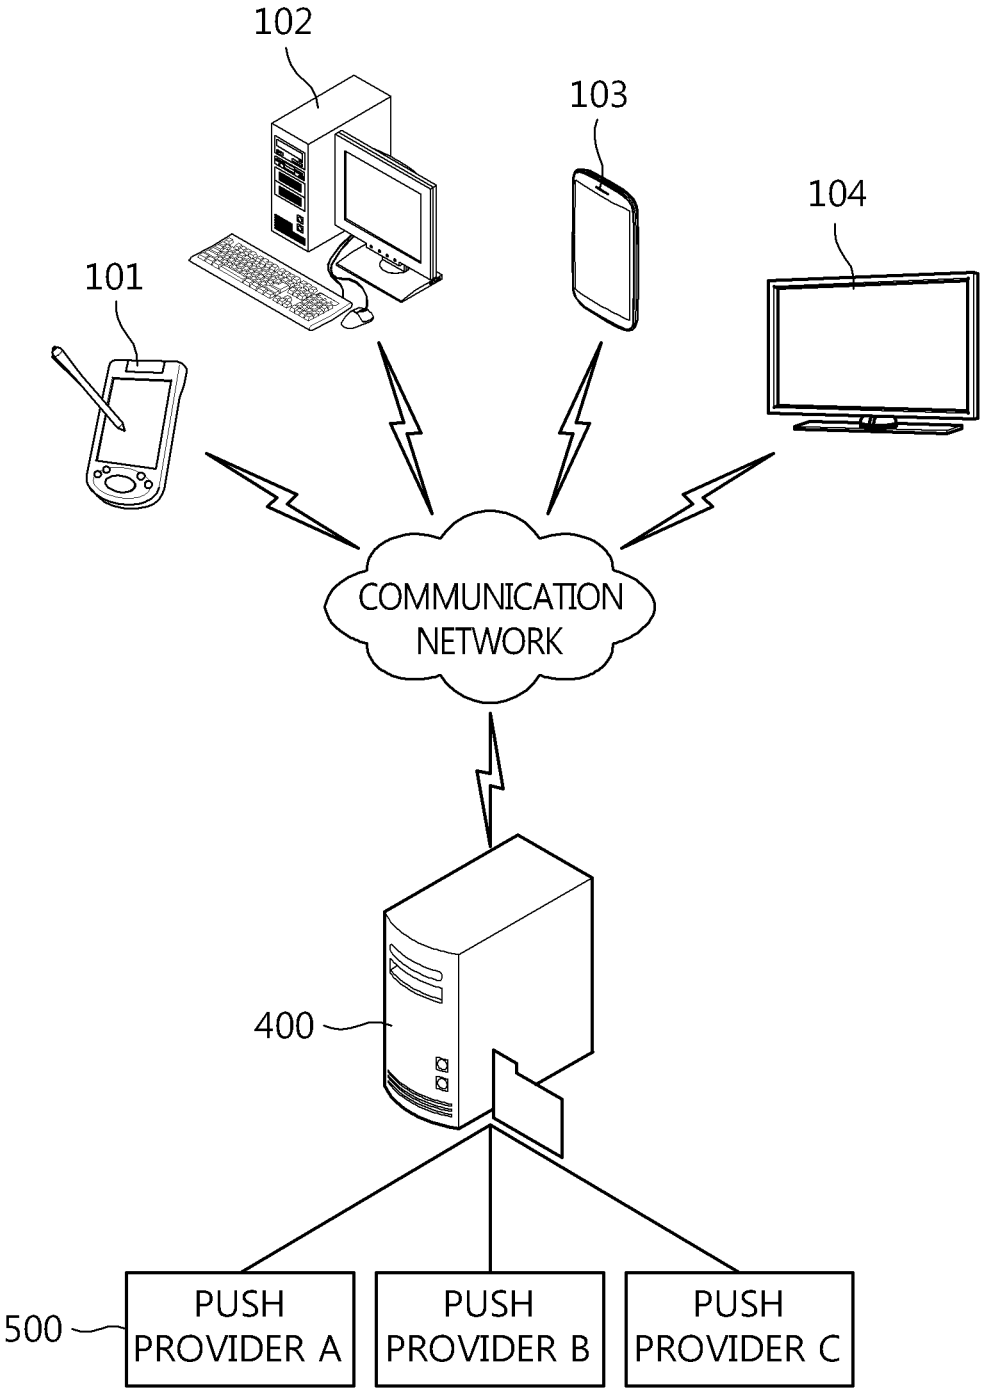 102
103
104
101
COMMUNICATION
NETWORK
400
500
PUSH
PROVIDER A
PUSH
PROVIDER B
PUSH
PROVIDER C